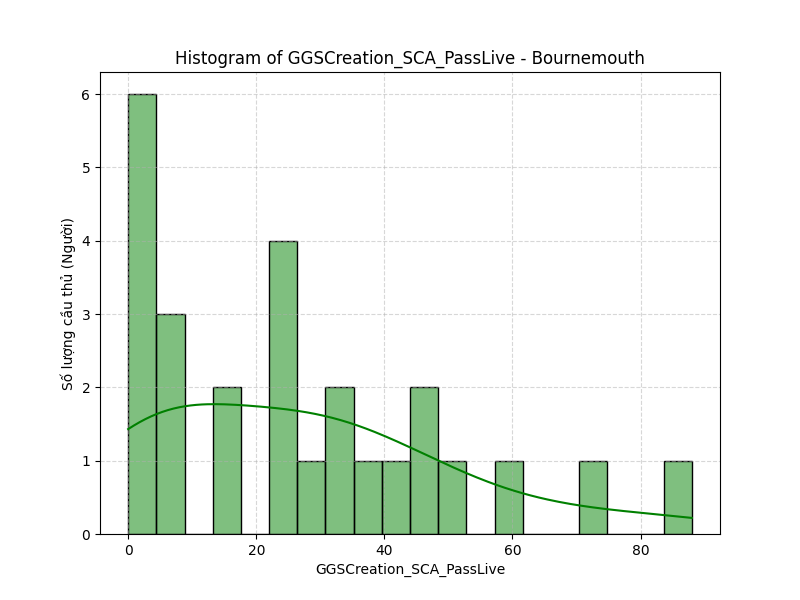 Histogram of GGSCreation_SCA_PassLive - Bournemouth
6
5
4
3
2
1
0
Số lượng cầu thủ (Người)
0 20 40 60 80
GGSCreation_SCA_PassLive